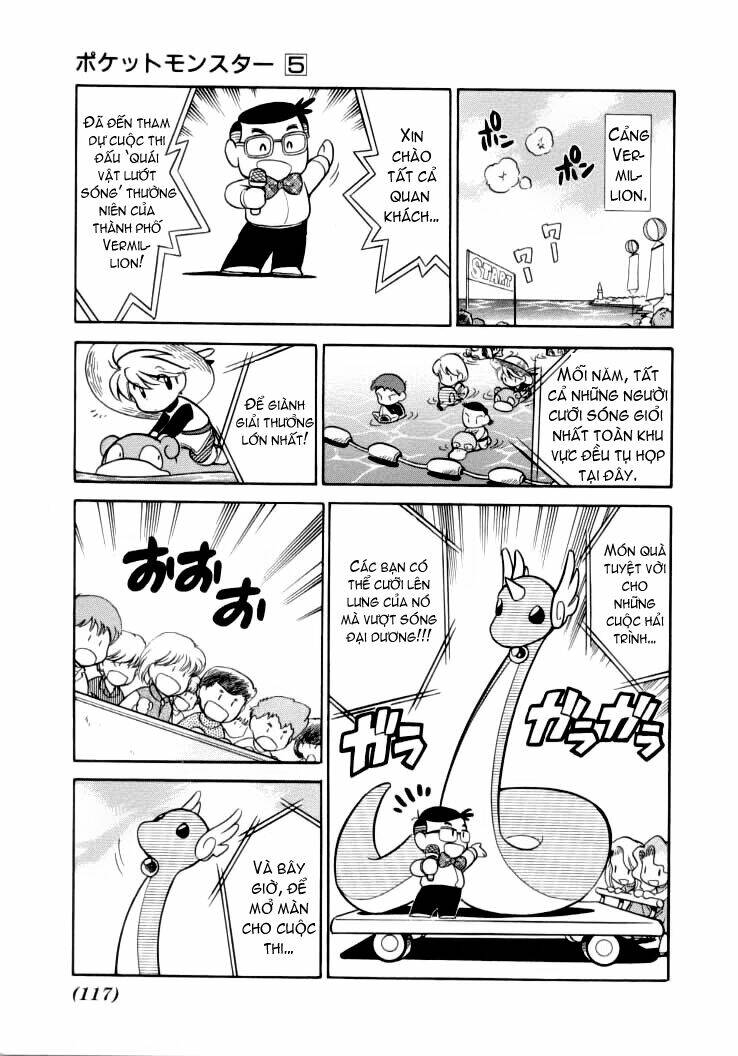 ポケットモンスター 5
CẢNG
VER-
MIL-
LION.
ポン
ポン
ワー
ワー
START
XIN
CHÀO
TẤT CẢ
QUAN
KHÁCH...
ĐÃ ĐẾN THAM
DỰ CUỘC THI
ĐẤU 'QUÁI
VẬT LƯỚT
SÓNG' THƯỜNG
NIÊN CỦA
THÀNH PHỐ
VERMIL-
LION!
MỖI NĂM, TẤT
CẢ NHỮNG NGƯỜI
CƯỠI SÓNG GIỎI
NHẤT TOÀN KHU
VỰC ĐỀU TỤ HỌP
TẠI ĐÂY.
ĐỂ GIÀNH
GIẢI THƯỞNG
LỚN NHẤT!
MÓN QUÀ
TUYỆT VỜI
CHO
NHỮNG
CUỘC HẢI
TRÌNH...
CÁC BẠN CÓ
THỂ CƯỠI LÊN
LƯNG CỦA NÓ
MÀ VƯỢT SÓNG
ĐẠI DƯƠNG!!!
ガラガラ
ガラ
おおお
VÀ BÂY
GIỜ, ĐỂ
MỞ MÀN
CHO CUỘC
THI...
(117)